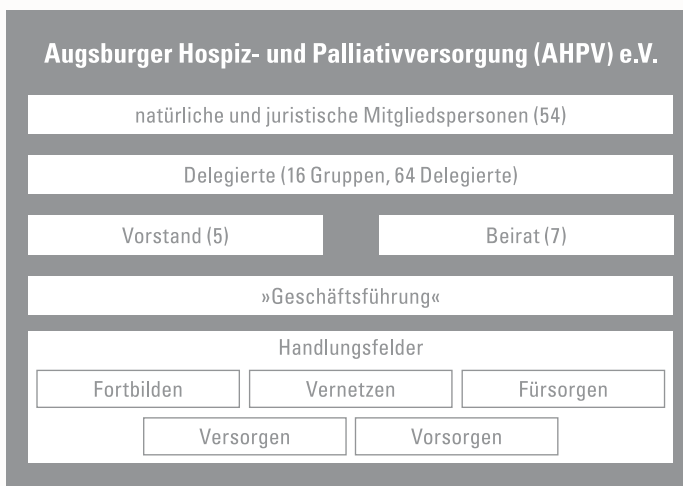 Augsburger Hospiz- und Palliativversorgung (AHPV) e.V.
natürliche und juristische Mitgliedspersonen (54)
Delegierte (16 Gruppen, 64 Delegierte)
Vorstand (5)
Beirat (7)
»Geschäftsführung«
Handlungsfelder
Fortbilden
Vernetzen
Fürsorgen
Versorgen
Vorsorgen